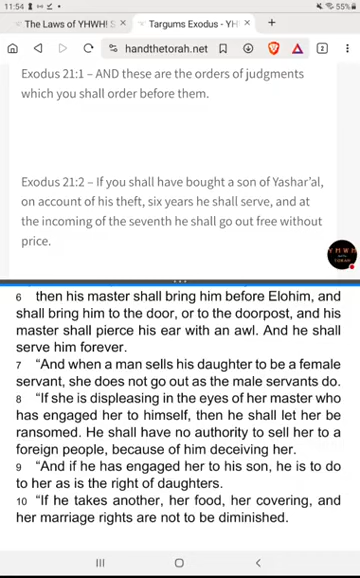 11:54
55%
The Laws of YHWH! S
Targums Exodus - YH
handthetorah.net
2
Exodus 21:1 – AND these are the orders of judgments
which you shall order before them.
Exodus 21:2 – If you shall have bought a son of Yashar’al,
on account of his theft, six years he shall serve, and at
the incoming of the seventh he shall go out free without
price.
YHWH
6 then his master shall bring him before Elohim, and
shall bring him to the door, or to the doorpost, and his
master shall pierce his ear with an awl. And he shall
serve him forever.
7 “And when a man sells his daughter to be a female
servant, she does not go out as the male servants do.
8 “If she is displeasing in the eyes of her master who
has engaged her to himself, then he shall let her be
ransomed. He shall have no authority to sell her to a
foreign people, because of him deceiving her.
9 “And if he has engaged her to his son, he is to do
to her as is the right of daughters.
10 “If he takes another, her food, her covering, and
her marriage rights are not to be diminished.